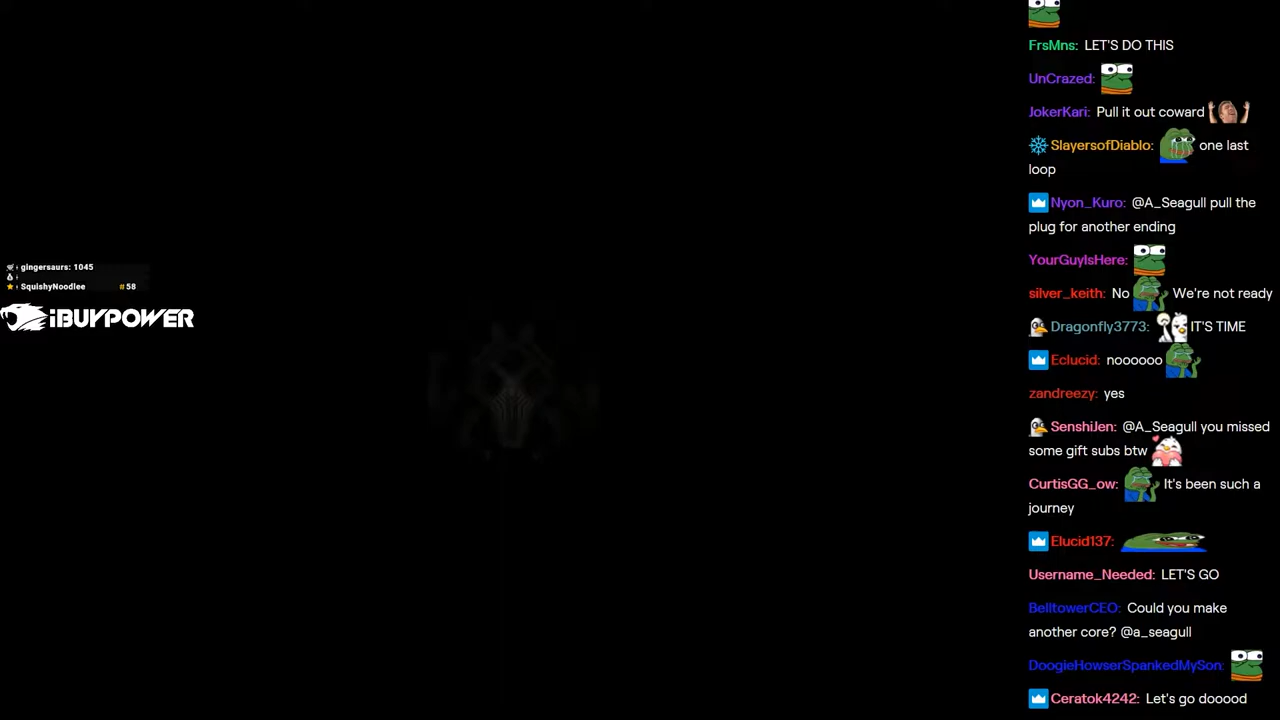 FrsMns: LET'S DO THIS
UnCrazed:
JokerKari: Pull it out coward
SlayersofDiablo: one last
loop
Nyon_Kuro: @A_Seagull pull the
plug for another ending
YourGuyIsHere:
gingersaurs: 1045
SquishyNoodlee #58
iBUYPOWER
silver_keith: No We're not ready
Dragonfly3773: IT'S TIME
Eclucid: noooooo
zandreezy: yes
SenshiJen: @A_Seagull you missed
some gift subs btw
CurtisGG_ow: It's been such a
journey
Elucid137:
Username_Needed: LET'S GO
BelltowerCEO: Could you make
another core? @a_seagull
DoogieHowserSpankedMySon:
Ceratok4242: Let's go dooood